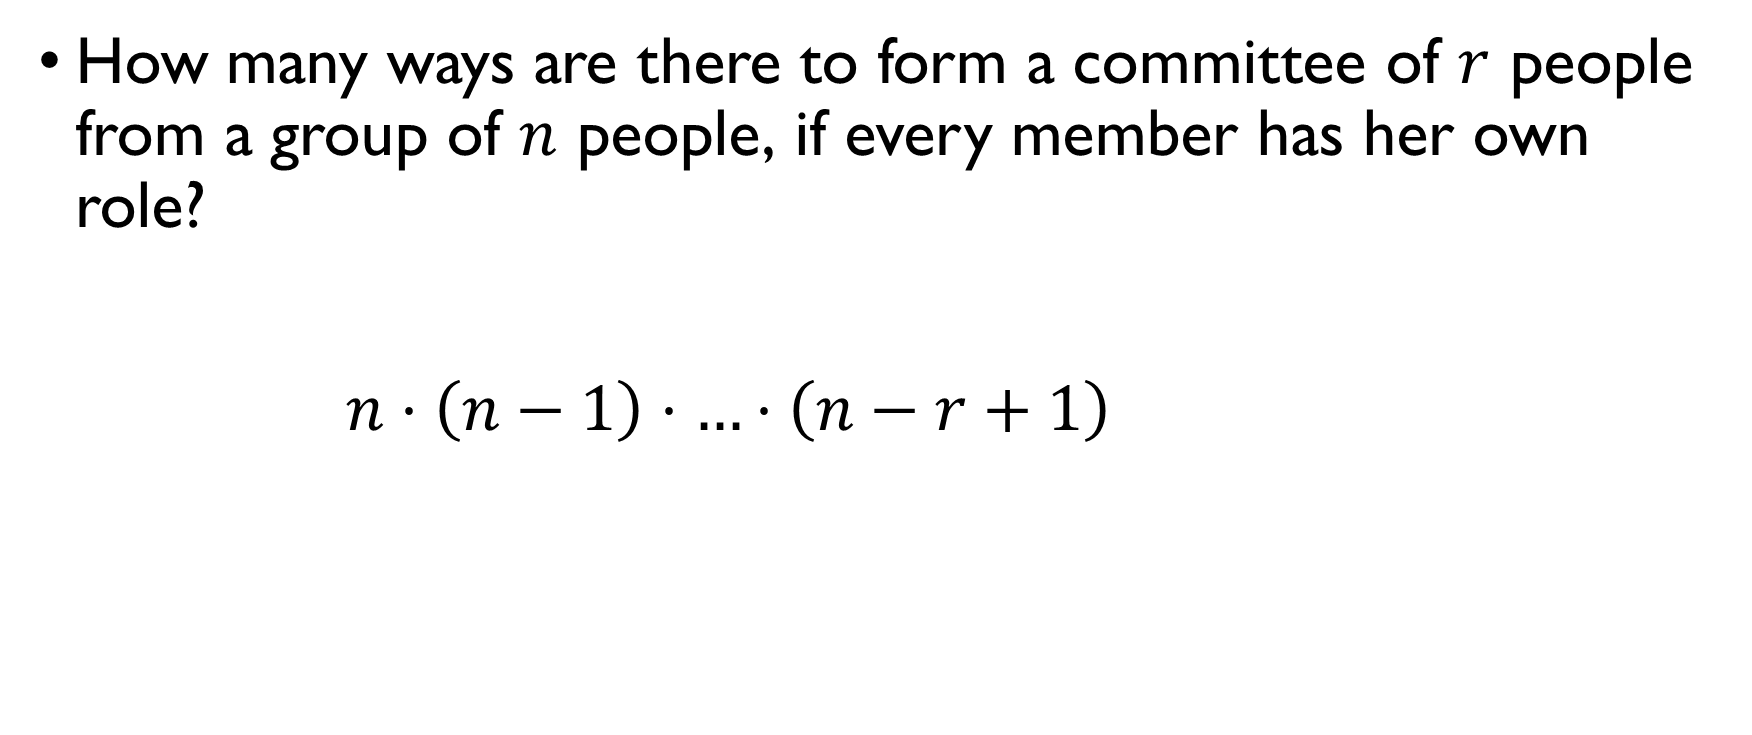 • How many ways are there to form a committee of r people
from a group of n people, if every member has her own
role?
n · (n − 1) · … · (n − r + 1)